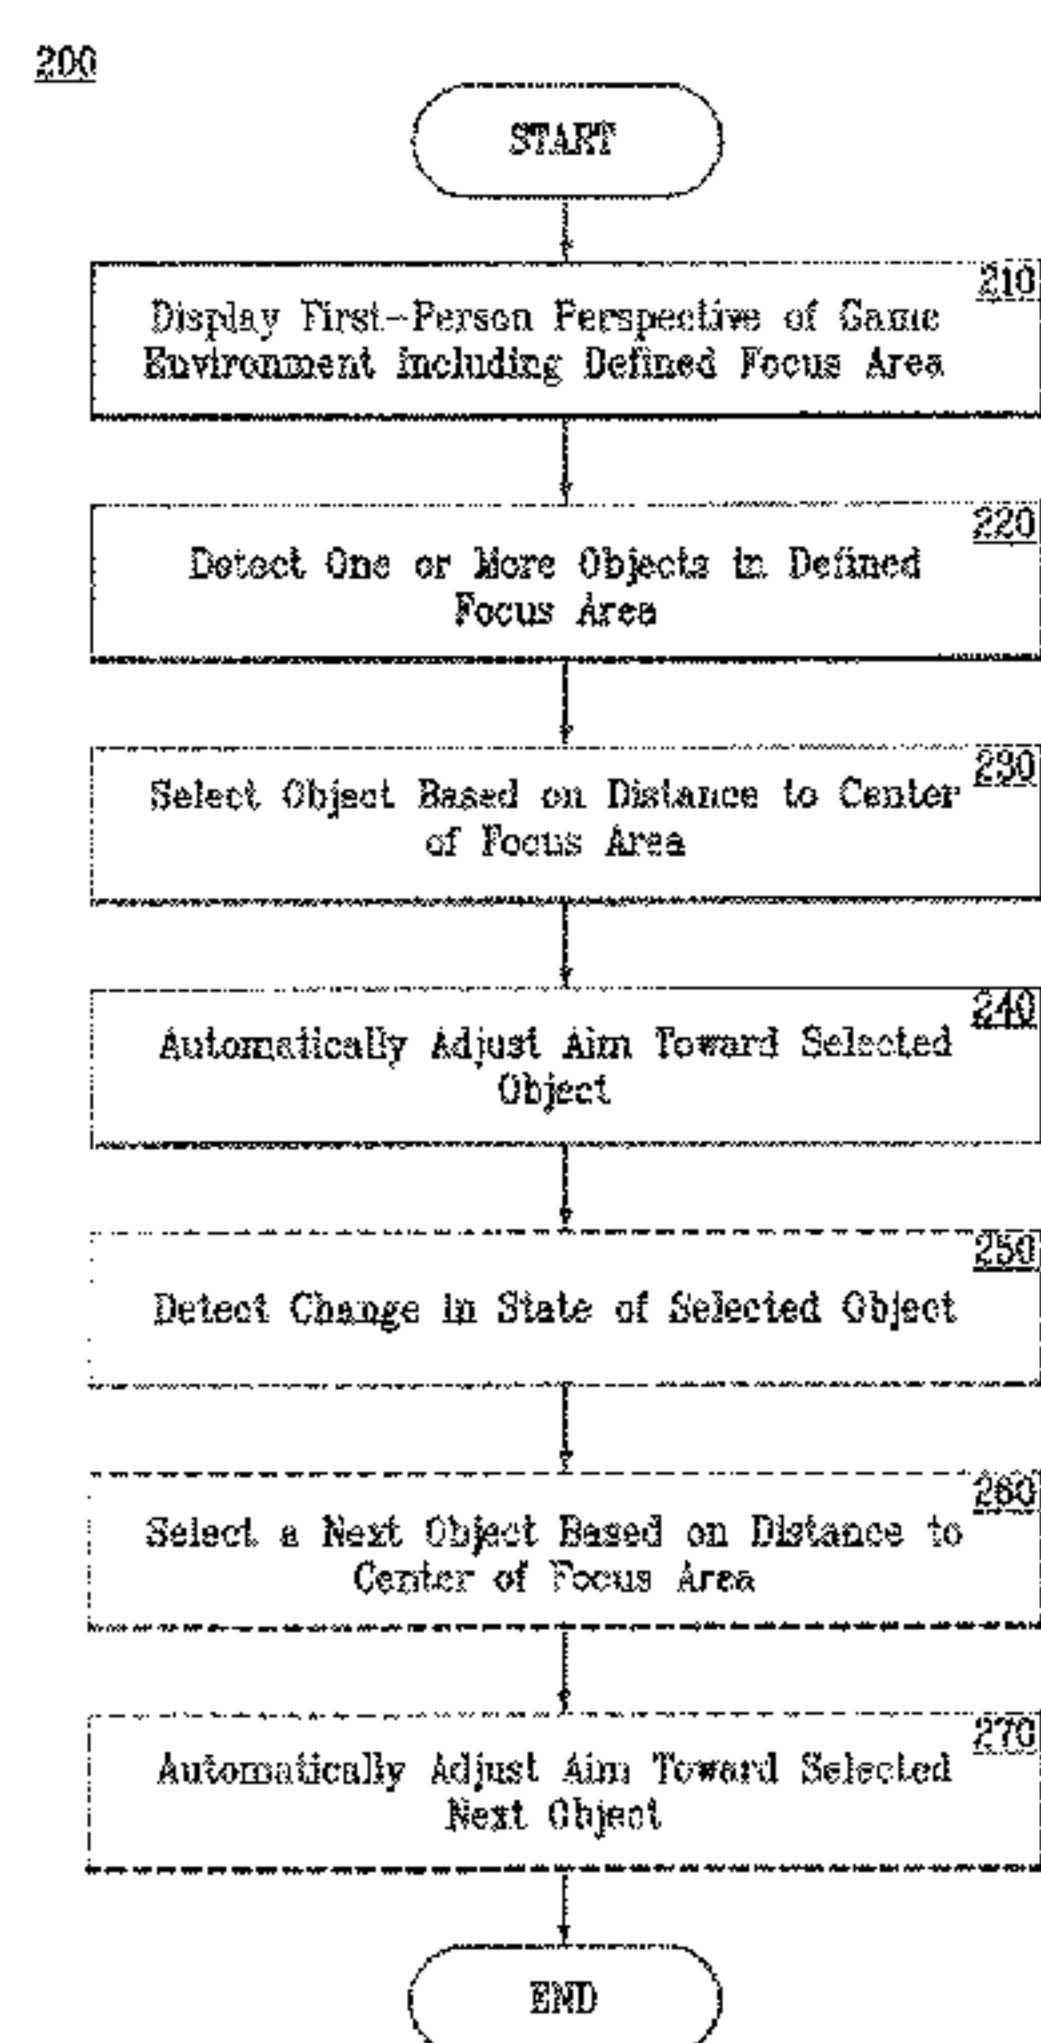 200
START
210
Display First-Person Perspective of Game
Environment Including Defined Focus Area
220
Detect One or More Objects in Defined
Focus Area
230
Select Object Based on Distance to Center
of Focus Area
240
Automatically Adjust Aim Toward Selected
Object
250
Detect Change in State of Selected Object
260
Select a Next Object Based on Distance to
Center of Focus Area
270
Automatically Adjust Aim Toward Selected
Next Object
END